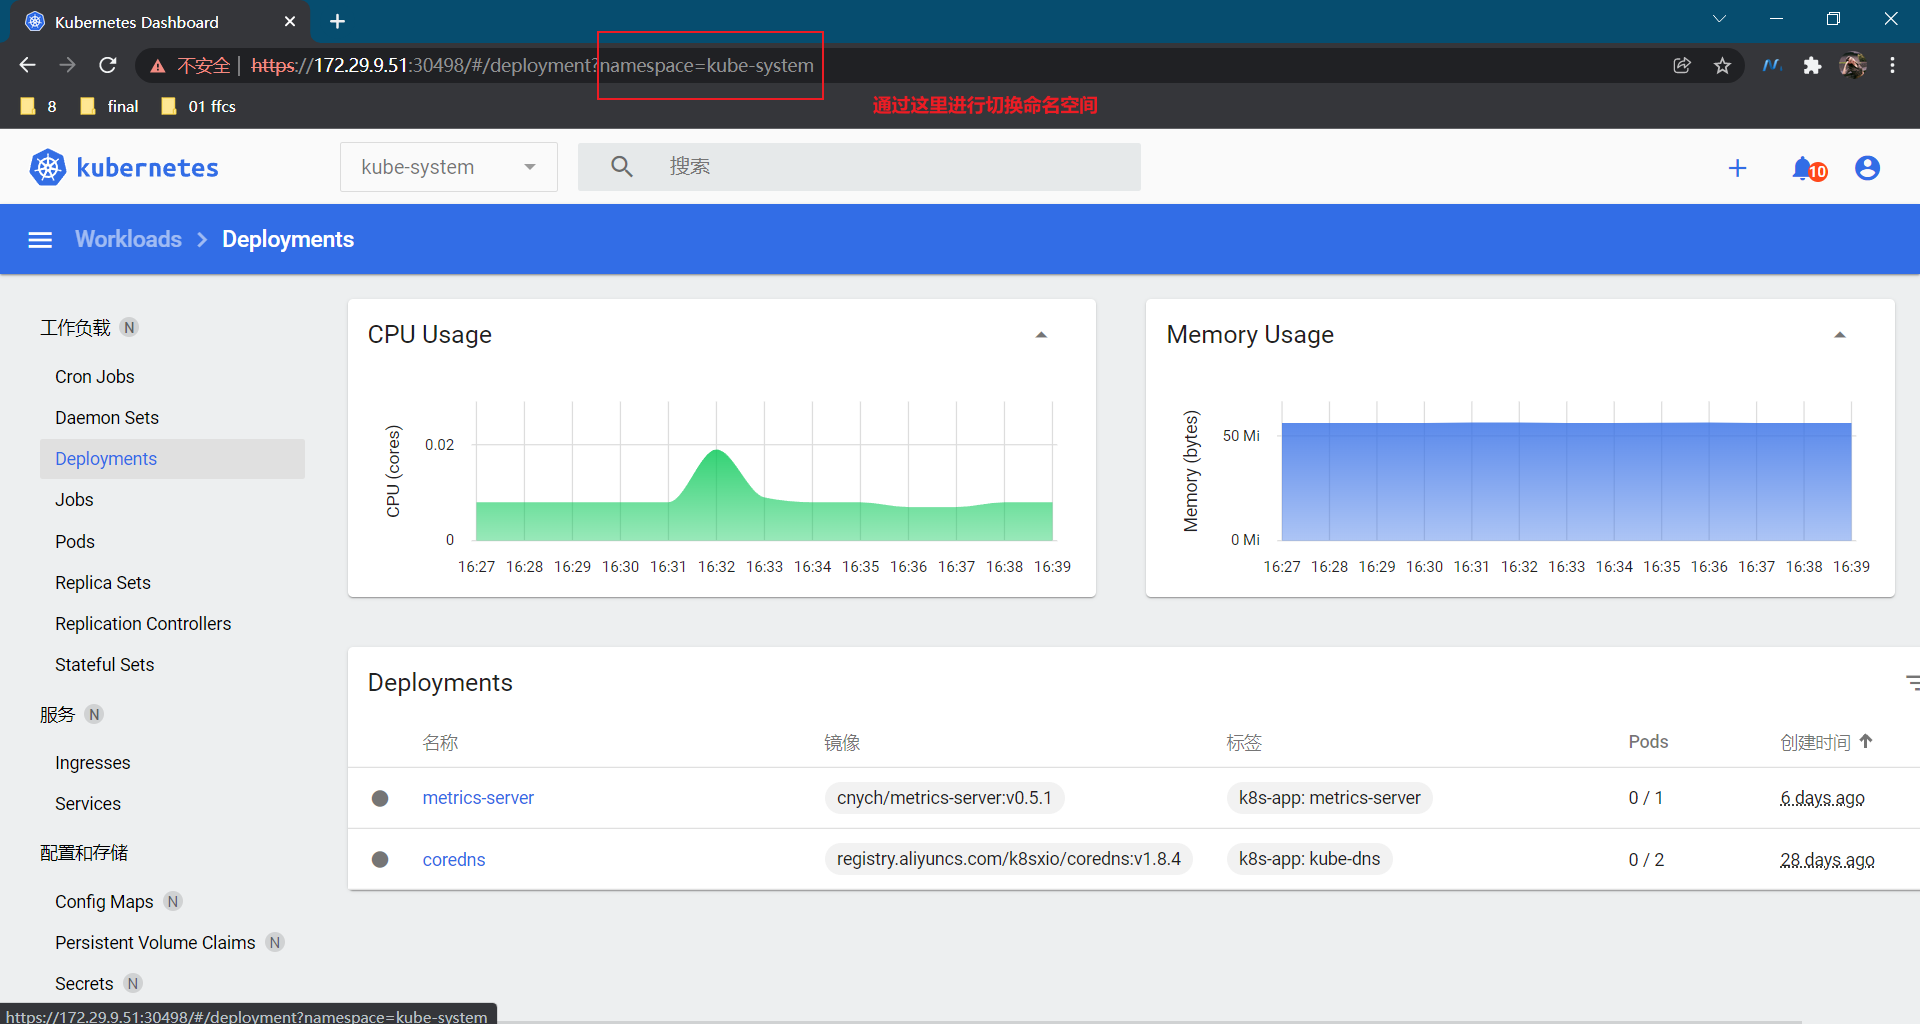 Kubernetes Dashboard
不安全 | https://172.29.9.51:30498/#/deployment?namespace=kube-system
8 final 01 ffcs
通过这里进行切换命名空间
kubernetes kube-system 搜索 10
Workloads Deployments
工作负载 N
Cron Jobs
Daemon Sets
Deployments
Jobs
Pods
Replica Sets
Replication Controllers
Stateful Sets
服务 N
Ingresses
Services
配置和存储
Config Maps N
Persistent Volume Claims N
Secrets N
CPU Usage
CPU (cores)
0.02
0
16:27 16:28 16:29 16:30 16:31 16:32 16:33 16:34 16:35 16:36 16:37 16:38 16:39
Memory Usage
Memory (bytes)
50 Mi
0 Mi
16:27 16:28 16:29 16:30 16:31 16:32 16:33 16:34 16:35 16:36 16:37 16:38 16:39
Deployments
名称 镜像 标签 Pods 创建时间
metrics-server cnych/metrics-server:v0.5.1 k8s-app: metrics-server 0 / 1 6 days ago
coredns registry.aliyuncs.com/k8sxio/coredns:v1.8.4 k8s-app: kube-dns 0 / 2 28 days ago
https://172.29.9.51:30498/#/deployment?namespace=kube-system